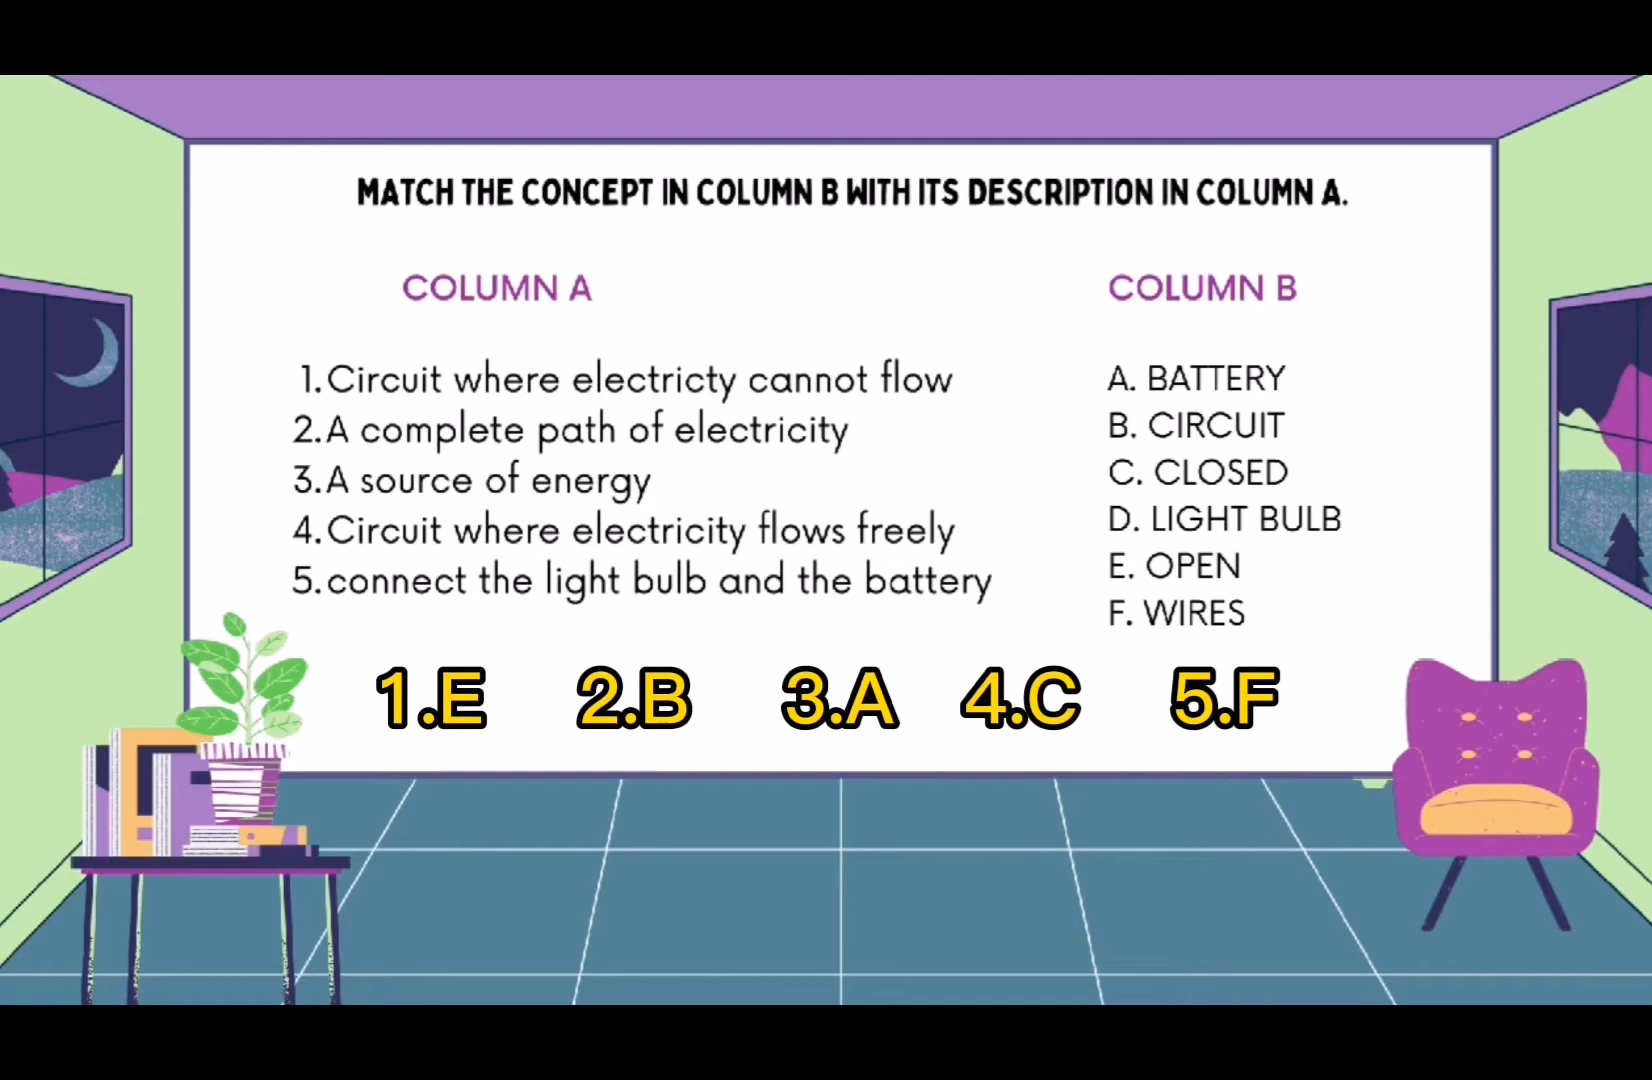 MATCH THE CONCEPT IN COLUMN B WITH ITS DESCRIPTION IN COLUMN A.
COLUMN A
1.Circuit where electricty cannot flow
2.A complete path of electricity
3.A source of energy
4.Circuit where electricity flows freely
5.connect the light bulb and the battery
COLUMN B
A. BATTERY
B. CIRCUIT
C. CLOSED
D. LIGHT BULB
E. OPEN
F. WIRES
1.E 2.B 3.A 4.C 5.F